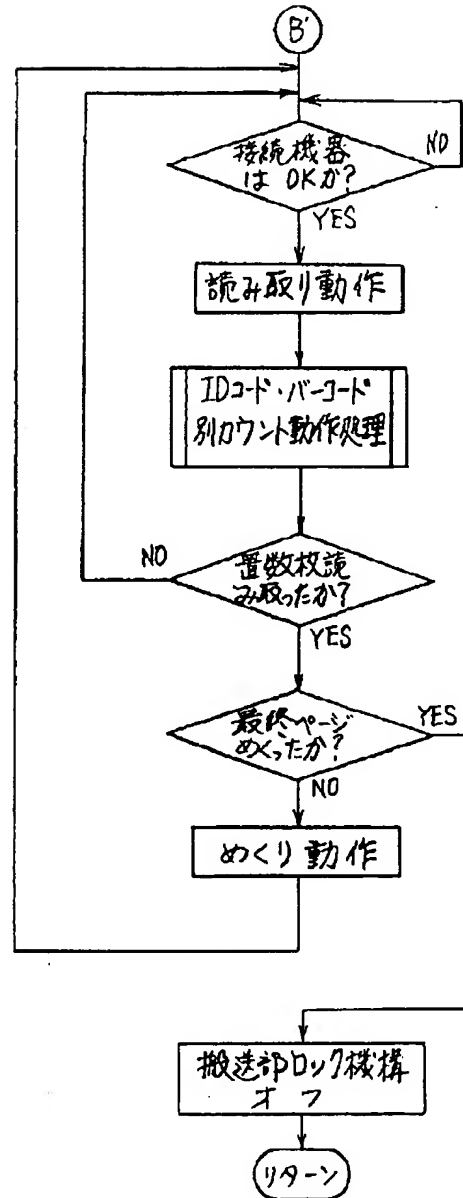 B'
接続機器
は OKか?
NO
YES
読み取り動作
IDコード・バーコード
別カウント動作処理
NO
置数枚読
み取ったか?
YES
最終ページ
めくったか?
YES
NO
めくり動作
搬送部ロック機構
オフ
リターン